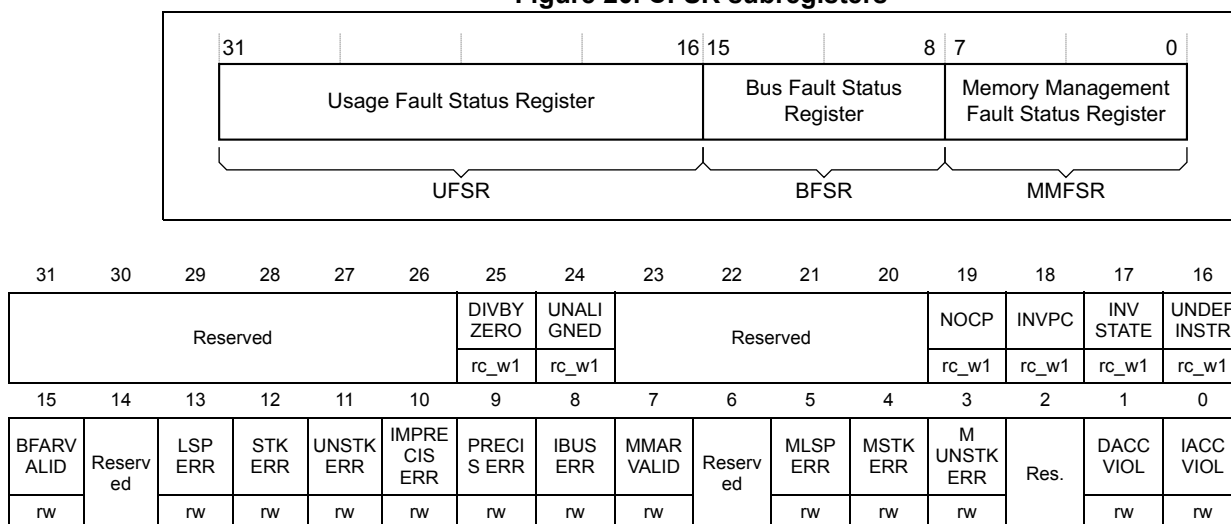 Figure 20. CFSR subregisters
31 16 15 8 7 0
Usage Fault Status Register
Bus Fault Status
Register
Memory Management
Fault Status Register
UFSR BFSR MMFSR
31 30 29 28 27 26 25 24 23 22 21 20 19 18 17 16
Reserved
DIVBY
ZERO
UNALI
GNED
Reserved
NOCP
INVPC
INV
STATE
UNDEF
INSTR
rc_w1 rc_w1 rc_w1 rc_w1 rc_w1 rc_w1
15 14 13 12 11 10 9 8 7 6 5 4 3 2 1 0
BFARV
ALID
Reserv
ed
LSP
ERR
STK
ERR
UNSTK
ERR
IMPRE
CIS
ERR
PRECI
S ERR
IBUS
ERR
MMAR
VALID
Reserv
ed
MLSP
ERR
MSTK
ERR
M
UNSTK
ERR
Res.
DACC
VIOL
IACC
VIOL
rw rw rw rw rw rw rw rw rw rw rw rw rw